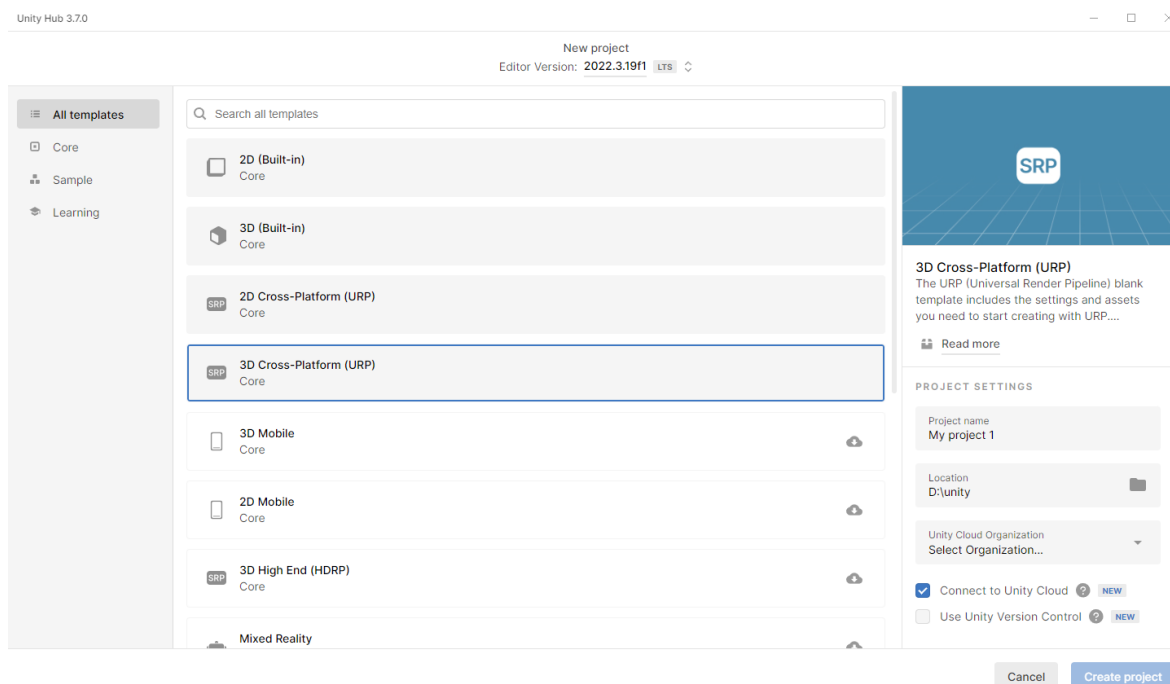 Unity Hub 3.7.0
New project
Editor Version: 2022.3.19f1 LTS
All templates
Core
Sample
Learning
Search all templates
2D (Built-in)
Core
3D (Built-in)
Core
SRP
2D Cross-Platform (URP)
Core
SRP
3D Cross-Platform (URP)
Core
3D Mobile
Core
2D Mobile
Core
SRP
3D High End (HDRP)
Core
Mixed Reality
SRP
3D Cross-Platform (URP)
The URP (Universal Render Pipeline) blank
template includes the settings and assets
you need to start creating with URP....
Read more
PROJECT SETTINGS
Project name
My project 1
Location
D:\unity
Unity Cloud Organization
Select Organization...
Connect to Unity Cloud ? NEW
Use Unity Version Control ? NEW
Cancel
Create project